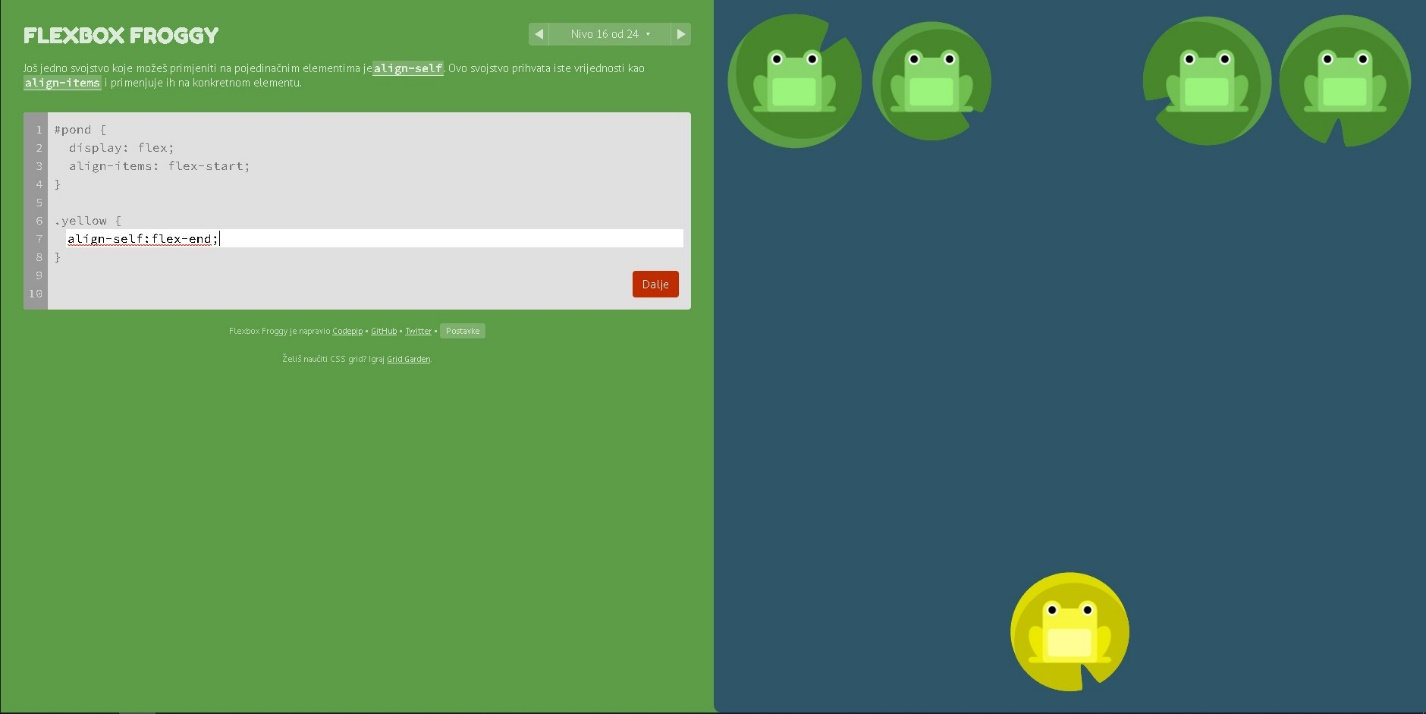 FLEXBOX FROGGY
◀ Nivo 16 od 24 ▾ ▶
Još jedno svojstvo koje možeš primjeniti na pojedinačnim elementima je align-self. Ovo svojstvo prihvata iste vrijednosti kao
align-items i primenjuje ih na konkretnom elementu.
1 #pond {
2   display: flex;
3   align-items: flex-start;
4 }
5
6 .yellow {
7   align-self:flex-end;
8 }
9
10
Dalje
Flexbox Froggy je napravio Codepip • GitHub • Twitter • Postavke
Želiš naučiti CSS grid? Igraj Grid Garden.